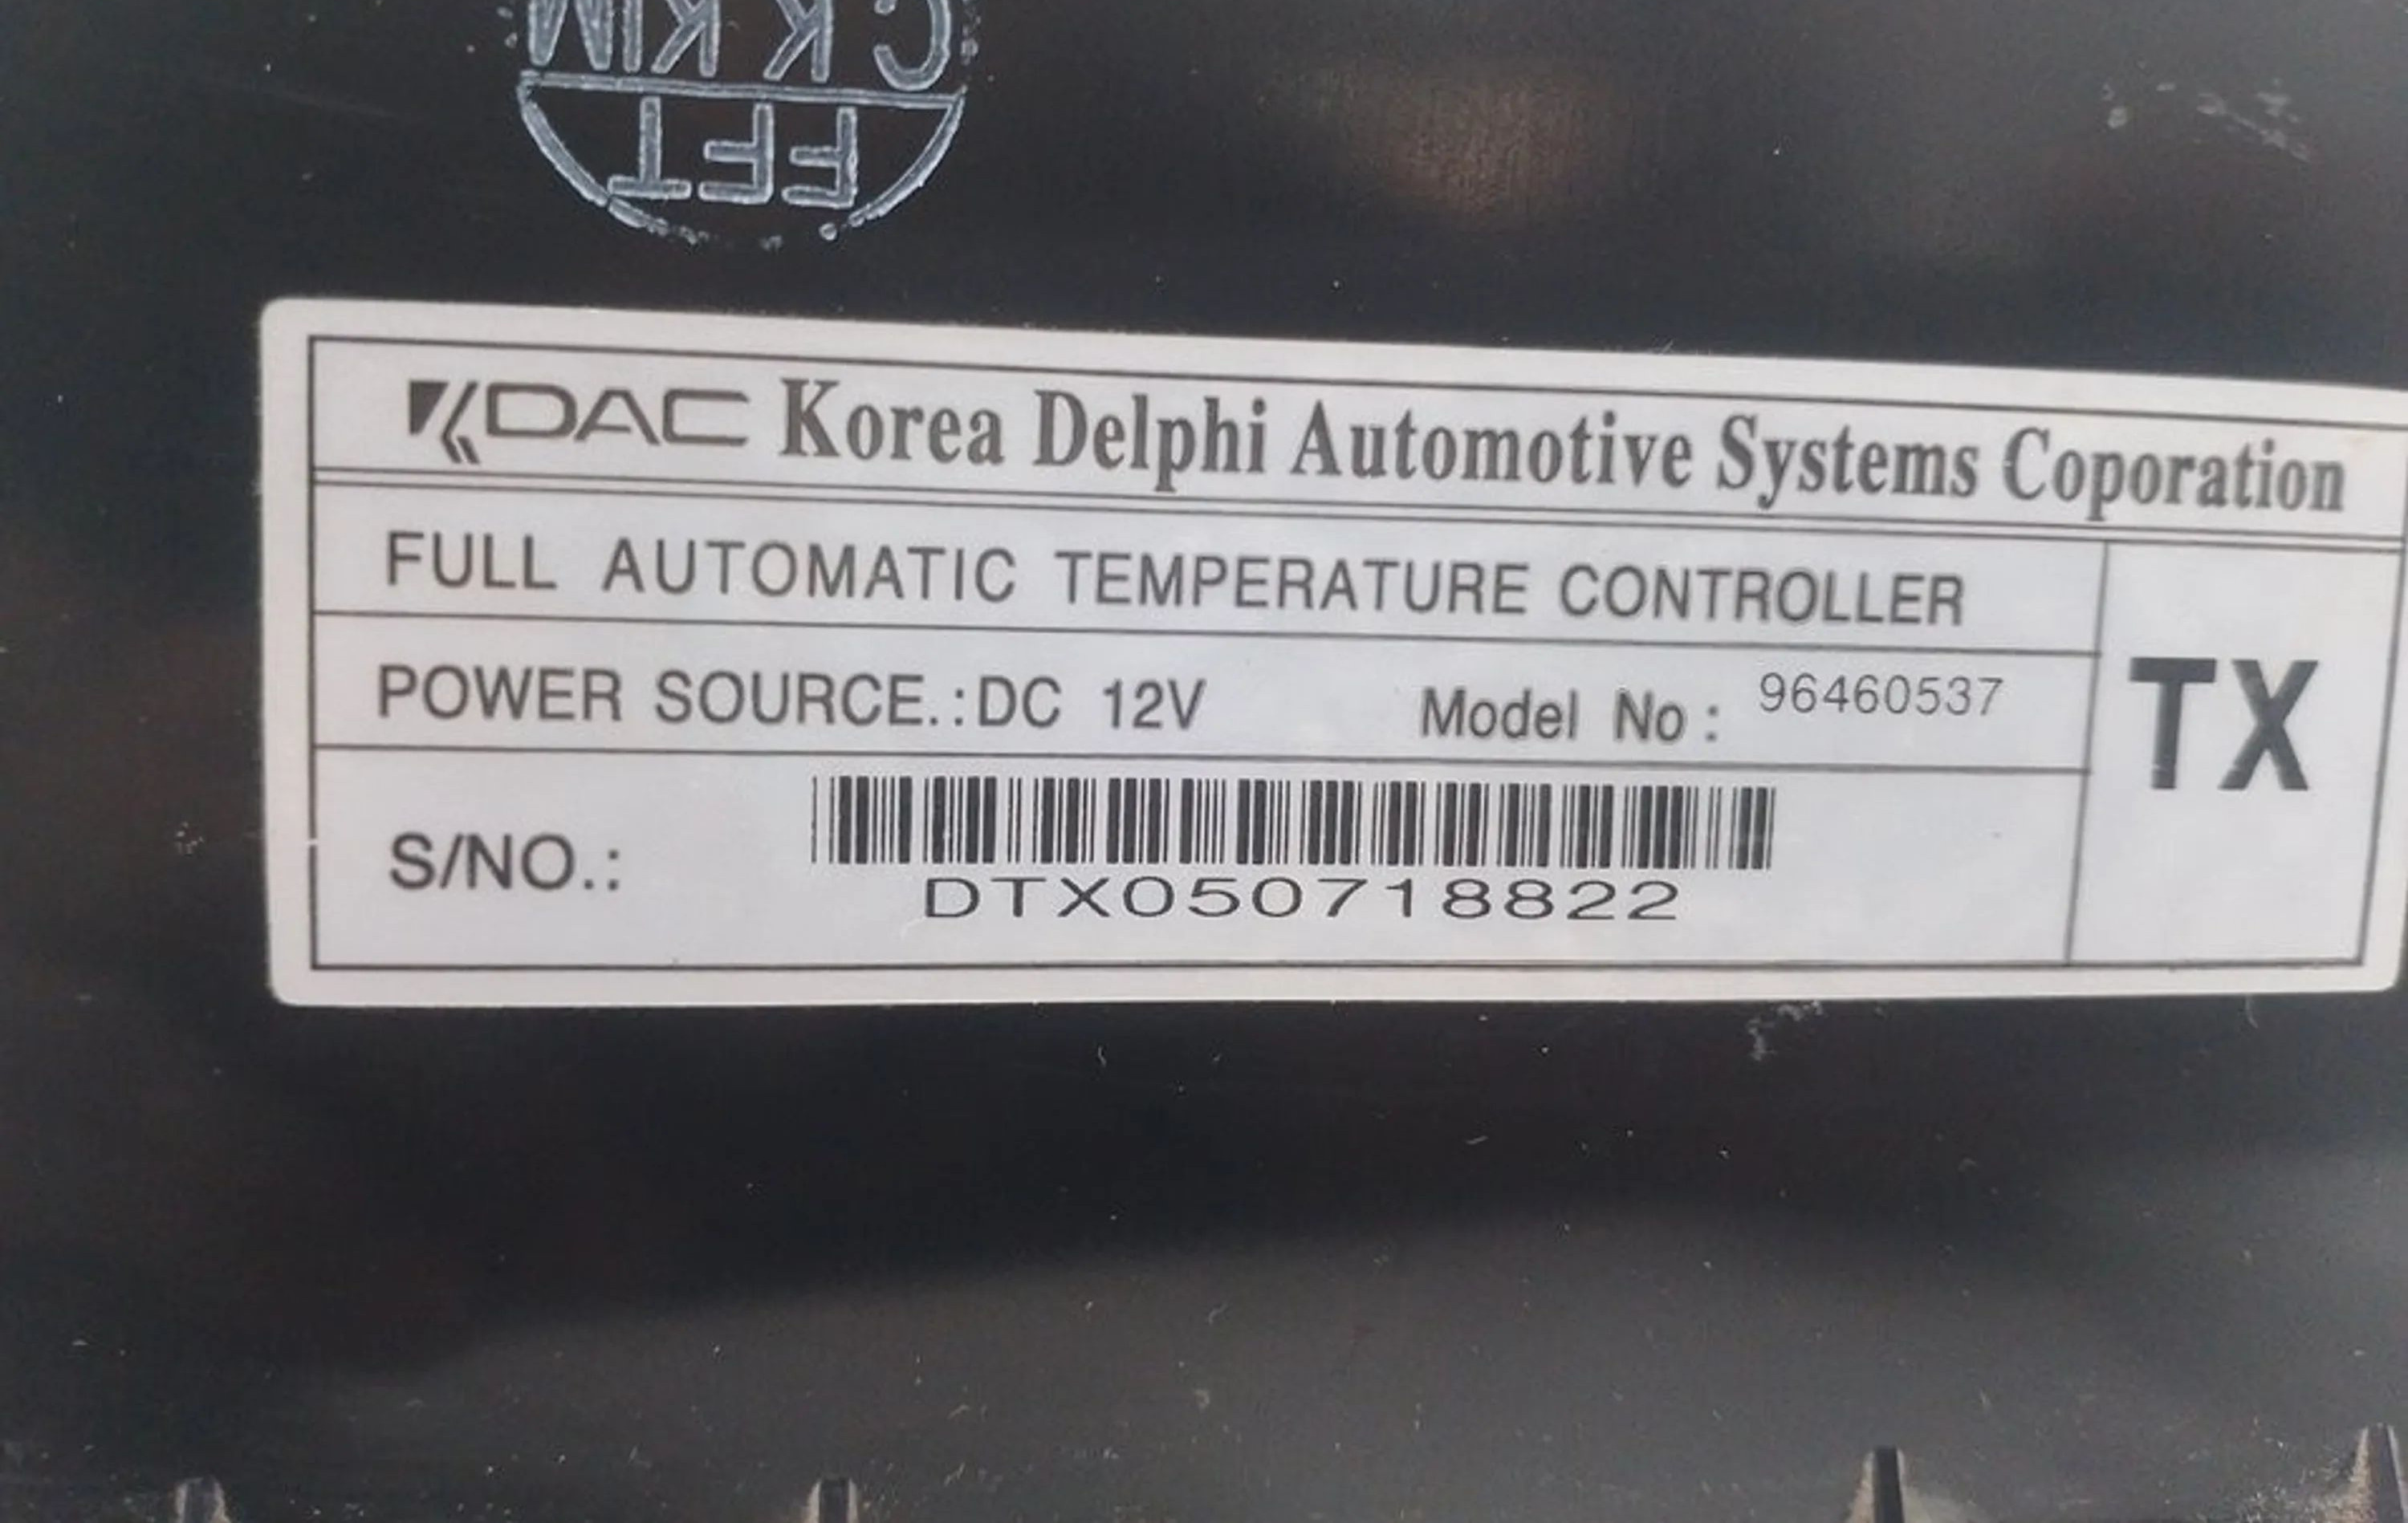 C K KIM
FFT
KDAC Korea Delphi Automotive Systems Coporation
FULL AUTOMATIC TEMPERATURE CONTROLLER
POWER SOURCE.:DC 12V Model No : 96460537
TX
S/NO.:
DTX050718822